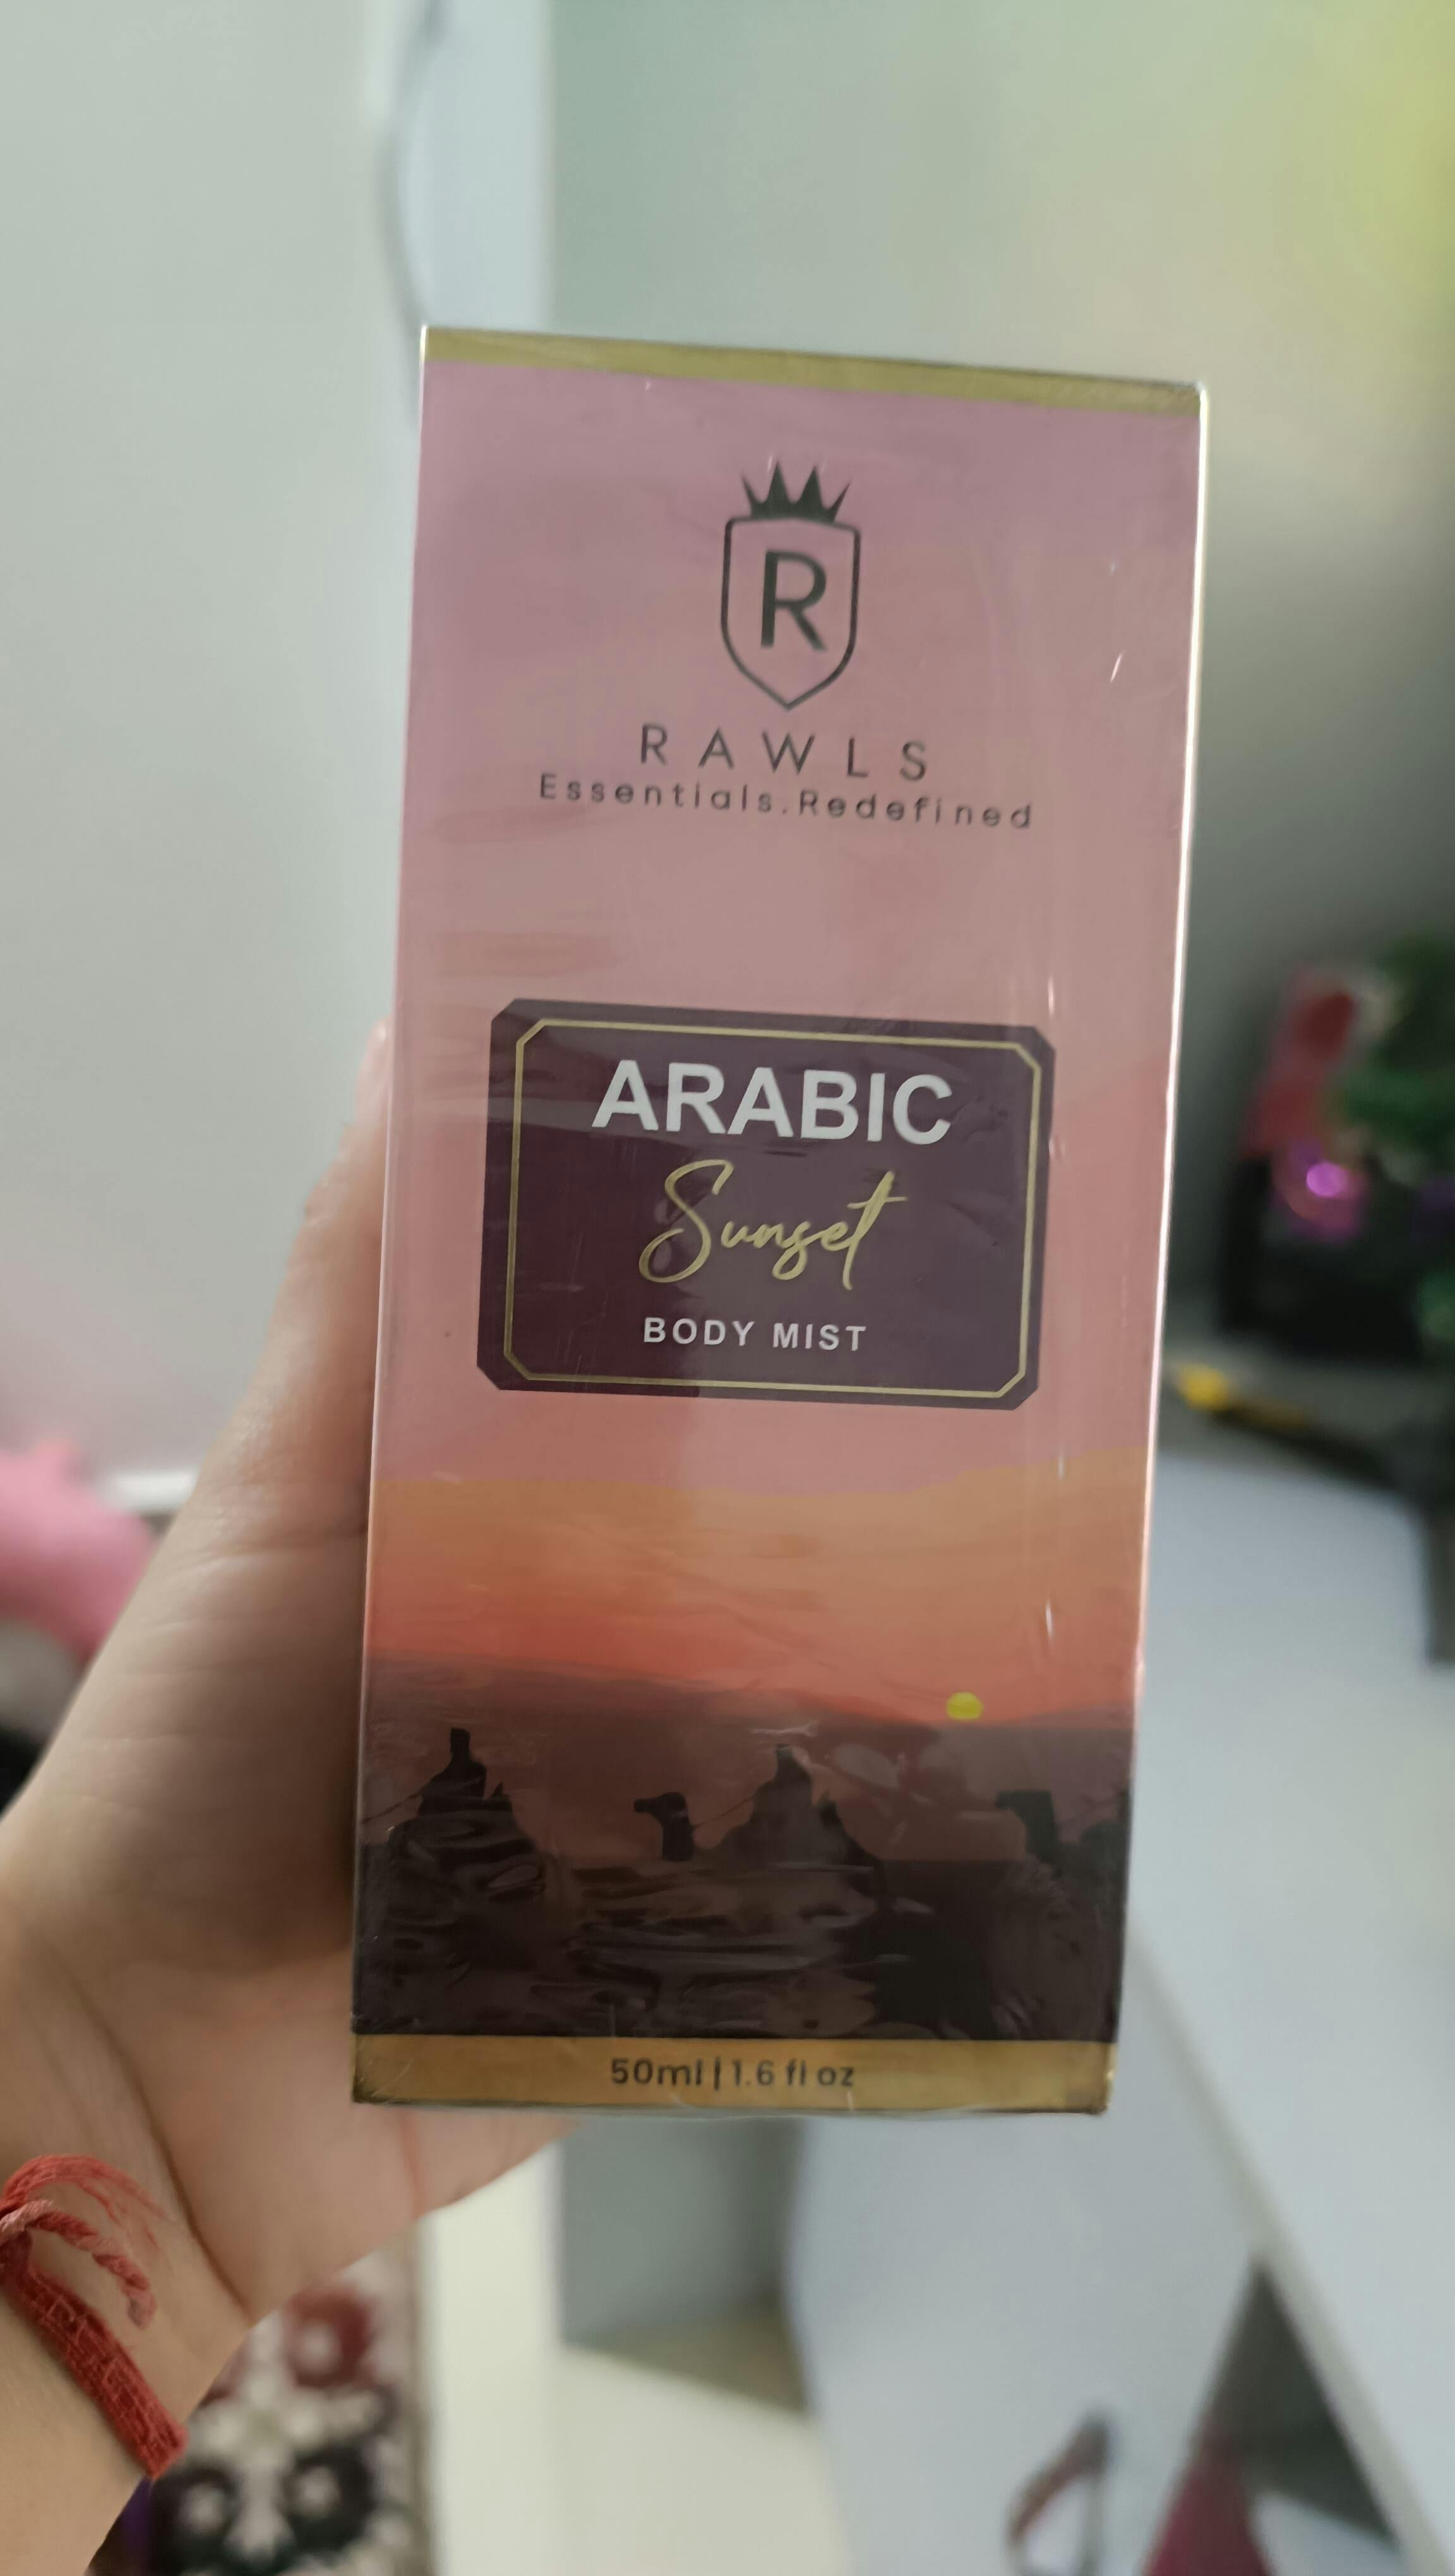 R
RAWLS
Essentials.Redefined
ARABIC
Sunset
BODY MIST
50ml | 1.6 fl oz